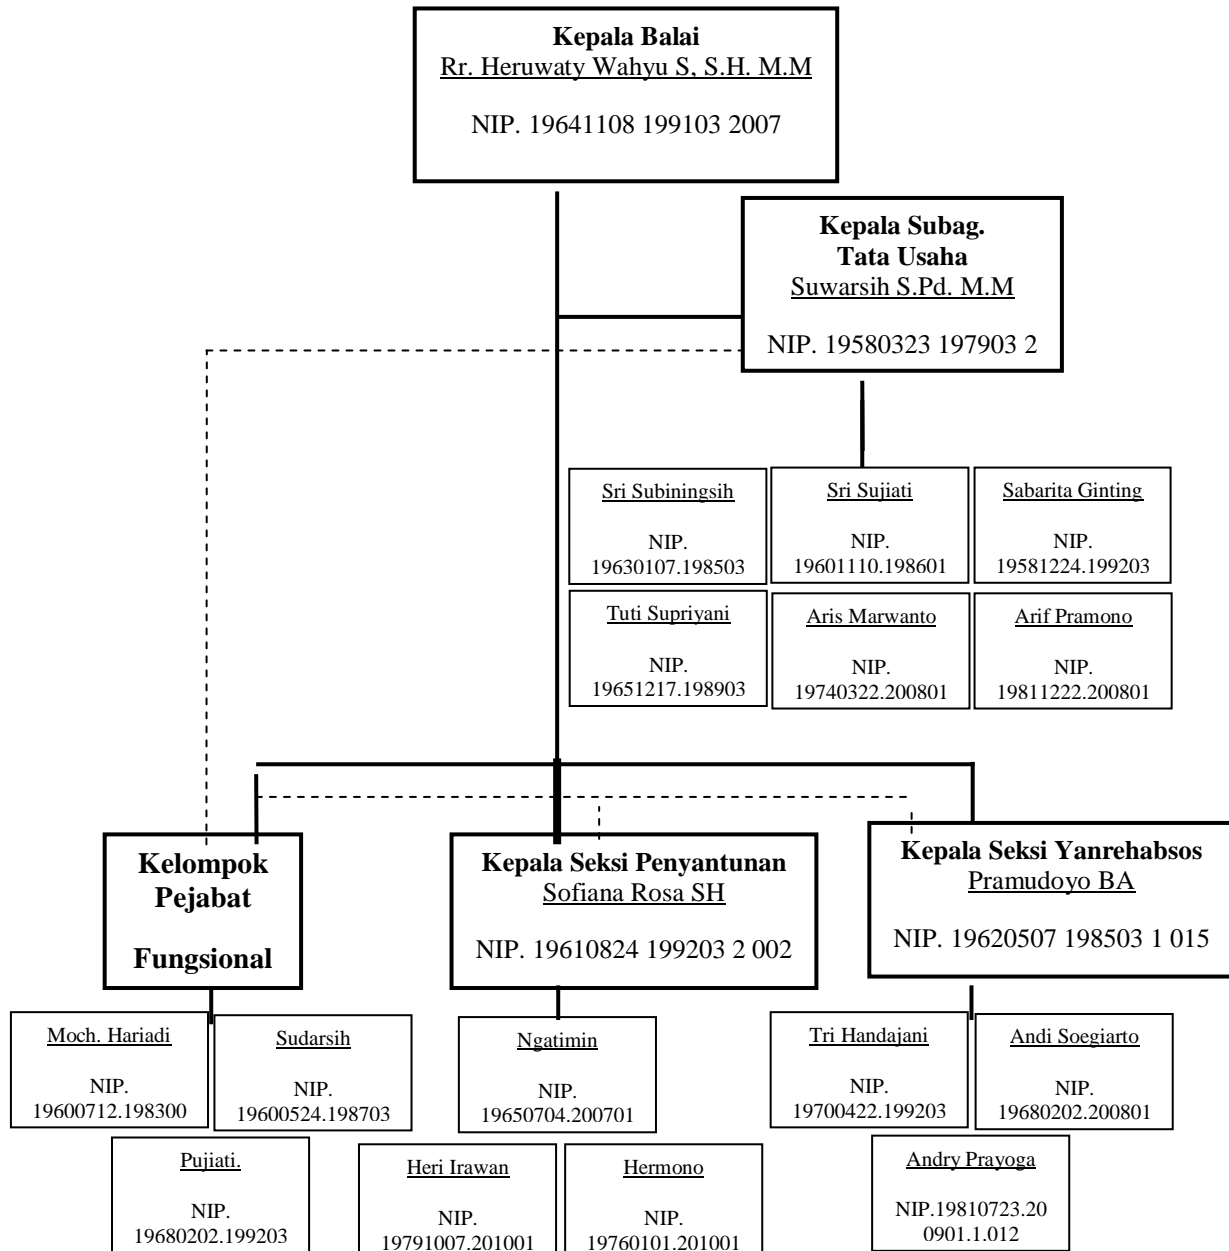 Kepala Balai
Rr. Heruwaty Wahyu S, S.H. M.M
NIP. 19641108 199103 2007
Kepala Subag.
Tata Usaha
Suwarsih S.Pd. M.M
NIP. 19580323 197903 2
Sri Subiningsih
NIP.
19630107.198503
Sri Sujiati
NIP.
19601110.198601
Sabarita Ginting
NIP.
19581224.199203
Tuti Supriyani
NIP.
19651217.198903
Aris Marwanto
NIP.
19740322.200801
Arif Pramono
NIP.
19811222.200801
Kelompok
Pejabat
Fungsional
Kepala Seksi Penyantunan
Sofiana Rosa SH
NIP. 19610824 199203 2 002
Kepala Seksi Yanrehabsos
Pramudoyo BA
NIP. 19620507 198503 1 015
Moch. Hariadi
NIP.
19600712.198300
Sudarsih
NIP.
19600524.198703
Ngatimin
NIP.
19650704.200701
Tri Handajani
NIP.
19700422.199203
Andi Soegiarto
NIP.
19680202.200801
Pujiati.
NIP.
19680202.199203
Heri Irawan
NIP.
19791007.201001
Hermono
NIP.
19760101.201001
Andry Prayoga
NIP.19810723.20
0901.1.012